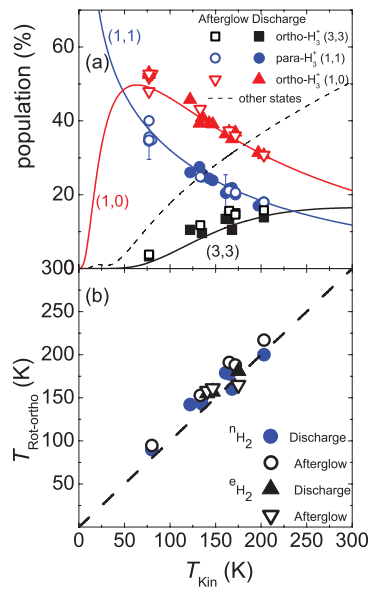 Afterglow Discharge
ortho-H₃⁺ (3,3)
para-H₃⁺ (1,1)
ortho-H₃⁺ (1,0)
other states
(1,1)
(a)
(1,0)
(3,3)
population (%)
60
40
20
300
(b)
ⁿH₂ Discharge
Afterglow
ᵉH₂ Discharge
Afterglow
T_Rot-ortho (K)
250
200
150
100
50
0 50 100 150 200 250 300
T_Kin (K)